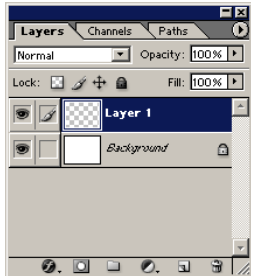 Layers Channels Paths
Normal Opacity: 100%
Lock: Fill: 100%
Layer 1
Background